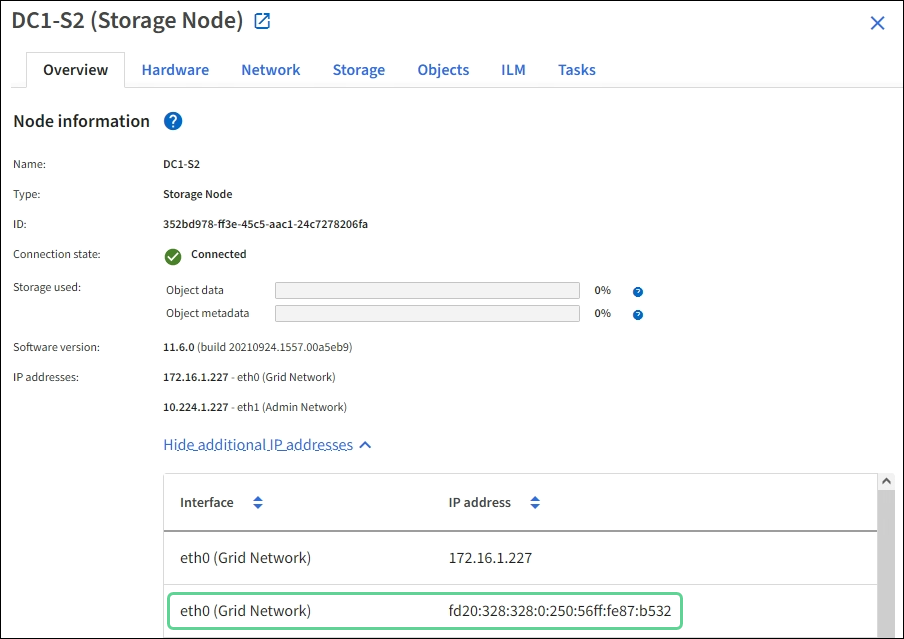 DC1-S2 (Storage Node)
Overview Hardware Network Storage Objects ILM Tasks
Node information ?
Name: DC1-S2
Type: Storage Node
ID: 352bd978-ff3e-45c5-aac1-24c7278206fa
Connection state: Connected
Storage used: Object data 0% ?
Object metadata 0% ?
Software version: 11.6.0 (build 20210924.1557.00a5eb9)
IP addresses: 172.16.1.227 - eth0 (Grid Network)
10.224.1.227 - eth1 (Admin Network)
Hide additional IP addresses
Interface IP address
eth0 (Grid Network) 172.16.1.227
eth0 (Grid Network) fd20:328:328:0:250:56ff:fe87:b532